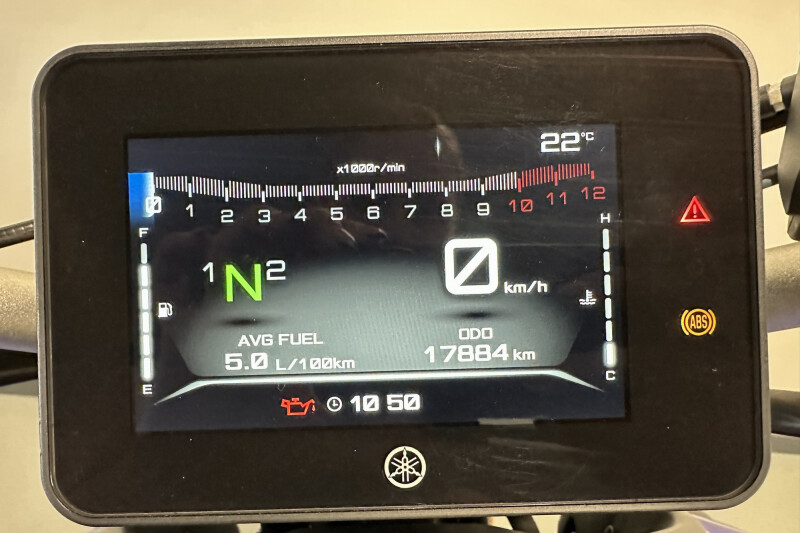 22°C
x1000r/min
0 1 2 3 4 5 6 7 8 9 10 11 12
F H
1 N 2 0 km/h
AVG FUEL ODO
5.0 L/100km 17884 km
E C
10 50
ABS